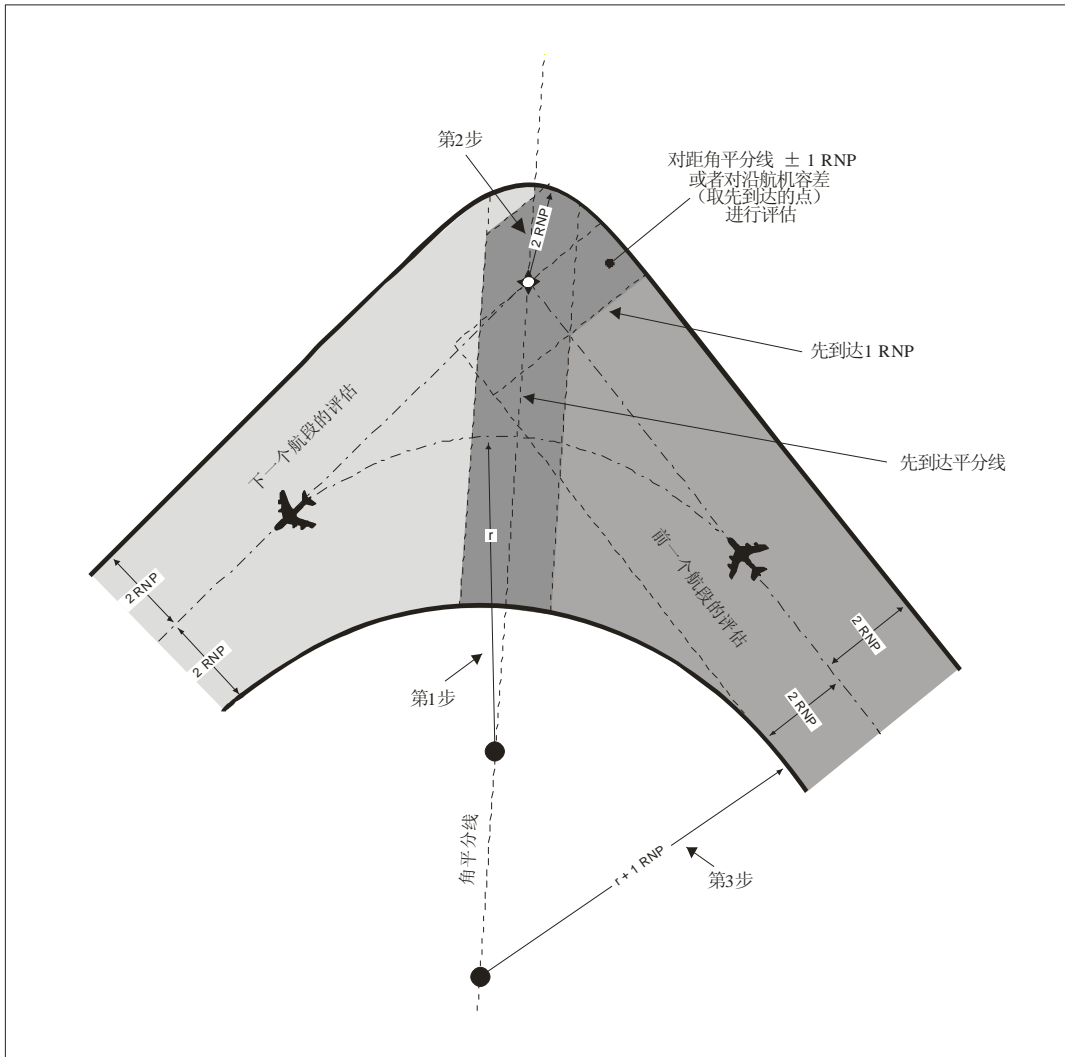 第2步
对距角平分线 ± 1 RNP
或者对沿航机容差
(取先到达的点)
进行评估
2 RNP
先到达1 RNP
下一个航段的评估
先到达平分线
r
前一个航段的评估
2 RNP
2 RNP
2 RNP
2 RNP
第1步
角平分线
r + 1 RNP
第3步